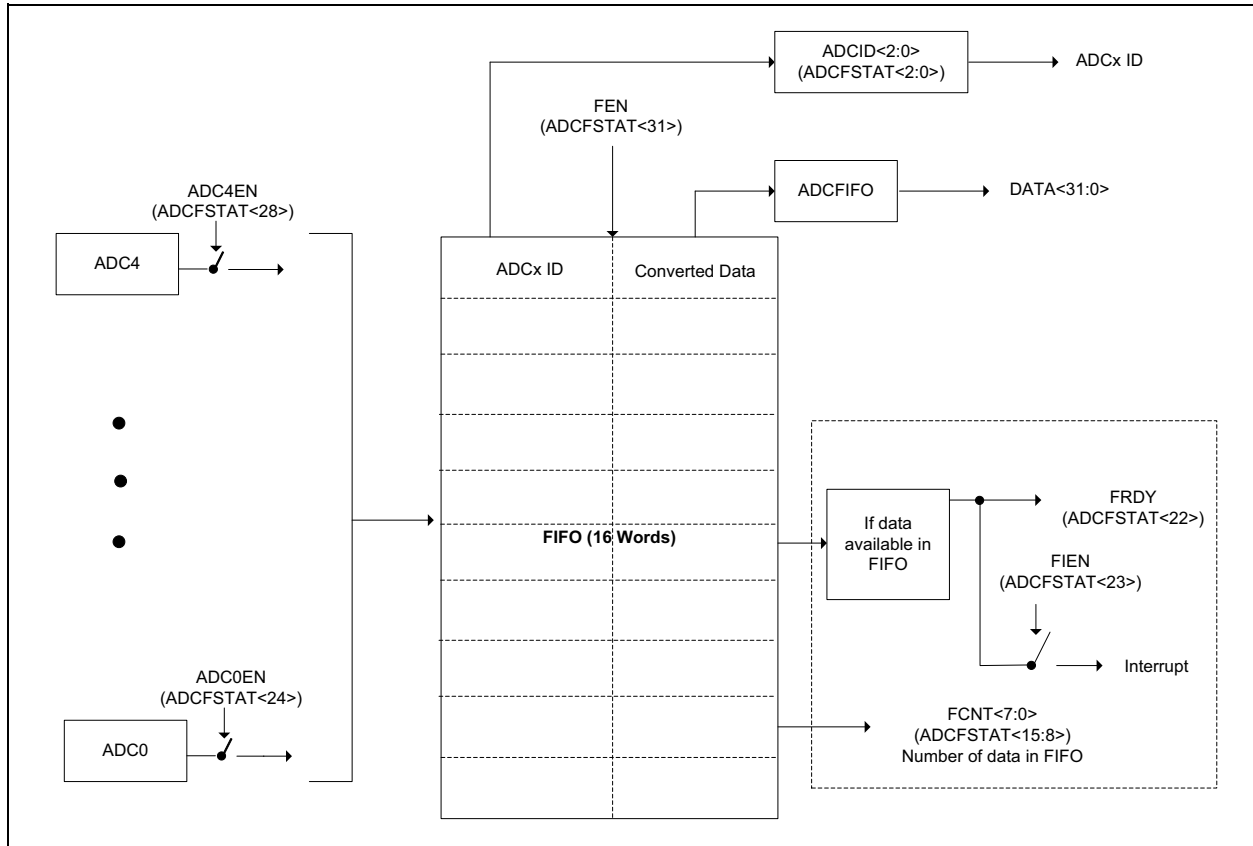 ADCID<2:0>
(ADCFSTAT<2:0>)
ADCx ID
FEN
(ADCFSTAT<31>)
ADCFIFO
DATA<31:0>
ADC4EN
(ADCFSTAT<28>)
ADC4
ADCx ID
Converted Data
FIFO (16 Words)
If data
available in
FIFO
FRDY
(ADCFSTAT<22>)
FIEN
(ADCFSTAT<23>)
Interrupt
ADC0EN
(ADCFSTAT<24>)
ADC0
FCNT<7:0>
(ADCFSTAT<15:8>)
Number of data in FIFO